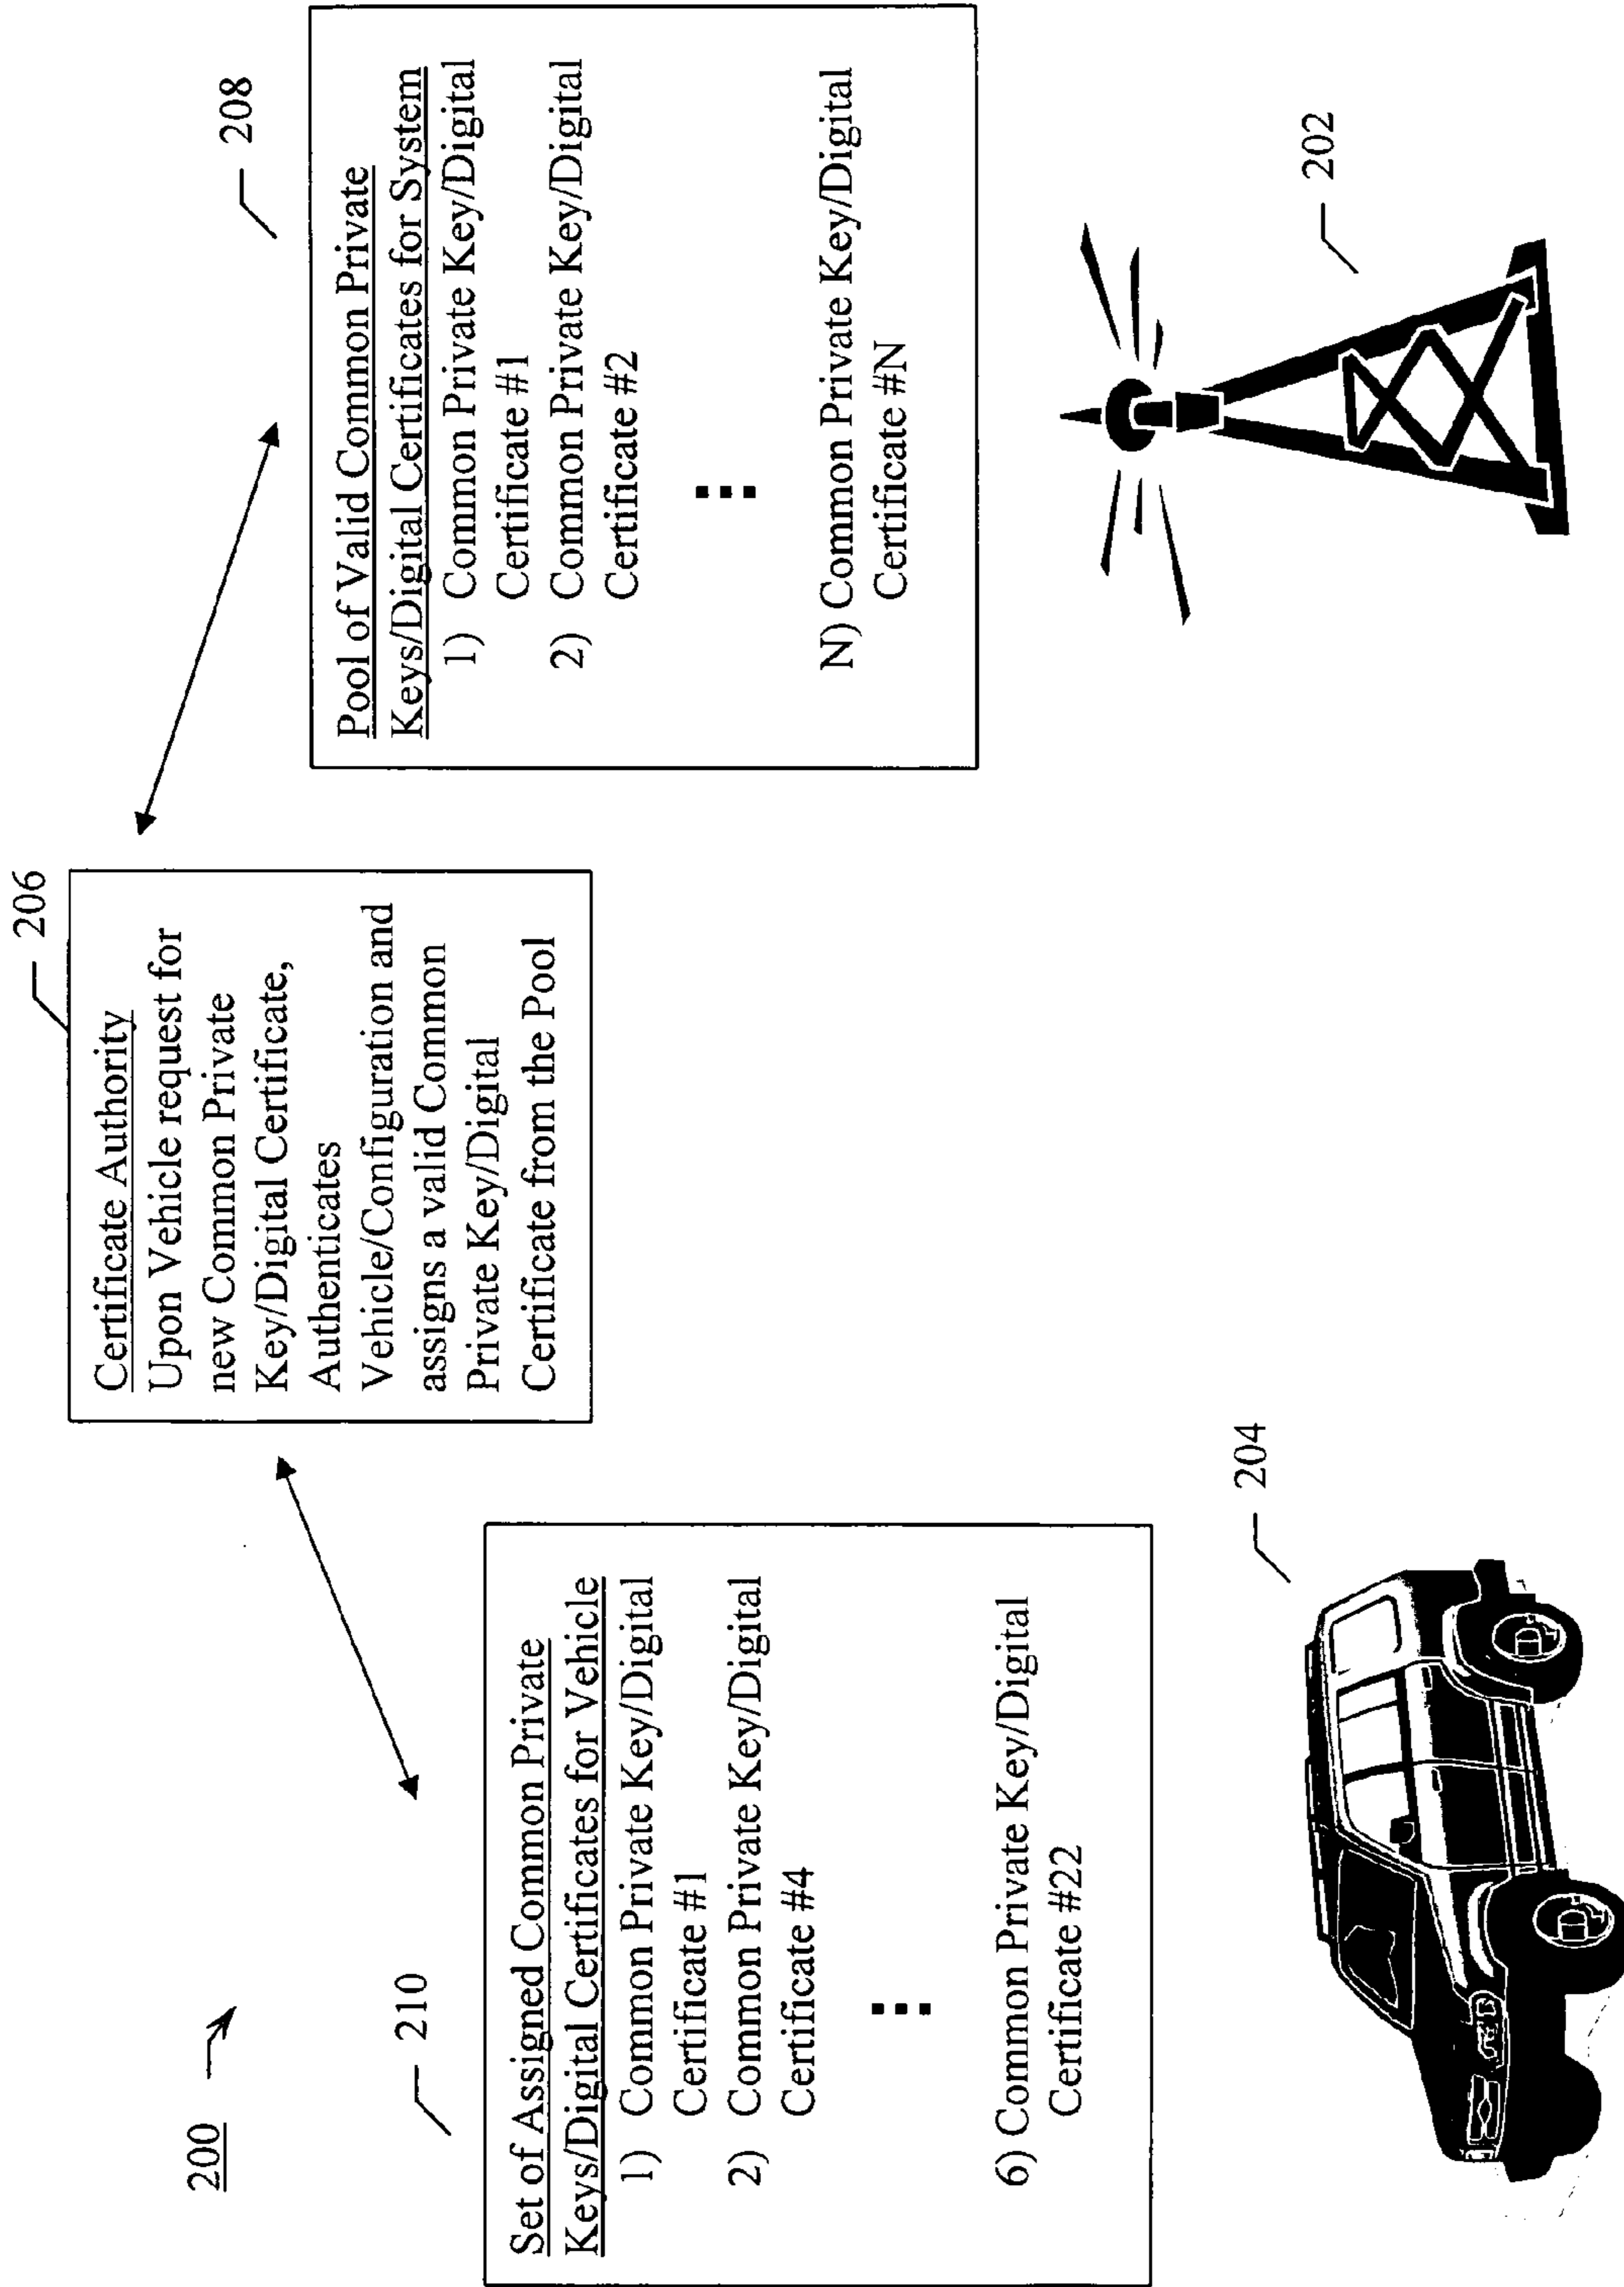 200
206
Certificate Authority
Upon Vehicle request for
new Common Private
Key/Digital Certificate,
Authenticates
Vehicle/Configuration and
assigns a valid Common
Private Key/Digital
Certificate from the Pool
210
Set of Assigned Common Private
Keys/Digital Certificates for Vehicle
1) Common Private Key/Digital
Certificate #1
2) Common Private Key/Digital
Certificate #4
⋮
6) Common Private Key/Digital
Certificate #22
208
Pool of Valid Common Private
Keys/Digital Certificates for System
1) Common Private Key/Digital
Certificate #1
2) Common Private Key/Digital
Certificate #2
⋮
N) Common Private Key/Digital
Certificate #N
204
202